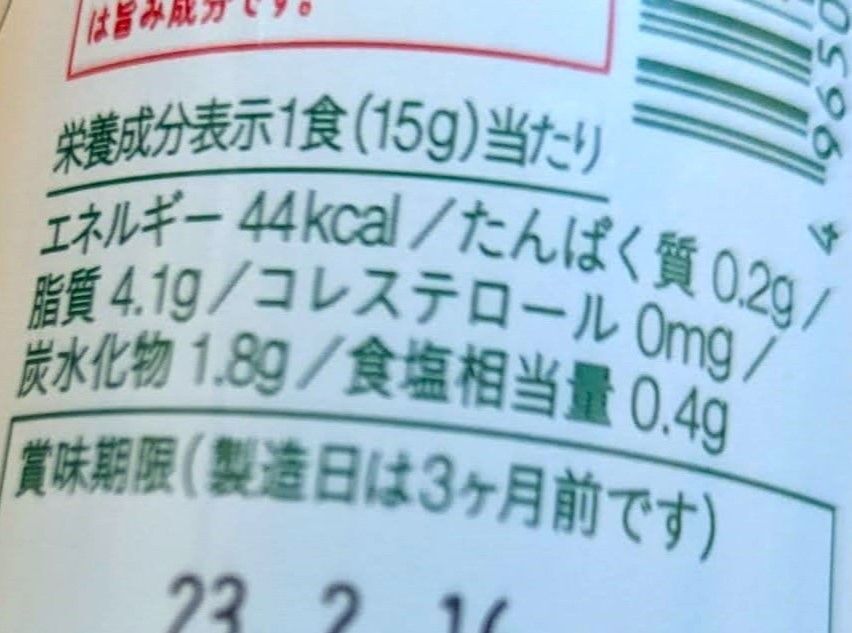 は旨み成分です。
栄養成分表示1食(15g)当たり
エネルギー 44kcal/たんぱく質 0.2g/
脂質 4.1g/コレステロール 0mg/
炭水化物 1.8g/食塩相当量 0.4g
賞味期限(製造日は3ヶ月前です)
23 2